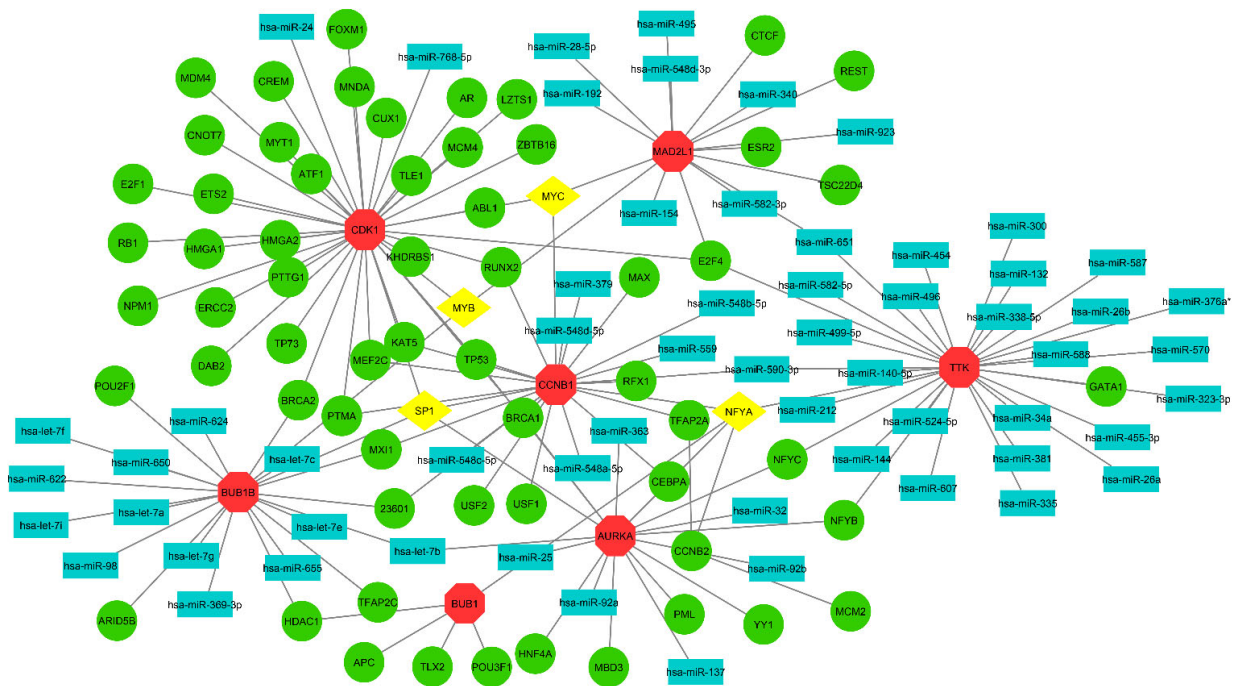 FOXM1
hsa-miR-24
hsa-miR-495
CTCF
hsa-miR-28-5p
hsa-miR-768-5p
hsa-miR-548d-3p
REST
MDM4
CREM
MNDA
AR
LZTS1
hsa-miR-192
hsa-miR-340
CUX1
CNOT7
MYT1
MCM4
ZBTB16
hsa-miR-923
MAD2L1
ESR2
ATF1
TLE1
TSC22D4
E2F1
ETS2
MYC
ABL1
hsa-miR-154
hsa-miR-582-3p
CDK1
RB1
HMGA1
HMGA2
hsa-miR-300
KHDRBS1
RUNX2
E2F4
hsa-miR-651
hsa-miR-454
hsa-miR-587
PTTG1
hsa-miR-379
MAX
hsa-miR-132
hsa-miR-582-5p
NPM1
ERCC2
hsa-miR-496
hsa-miR-376a*
MYB
hsa-miR-548b-5p
hsa-miR-26b
hsa-miR-338-5p
hsa-miR-548d-5p
hsa-miR-499-5p
TP73
KAT5
hsa-miR-559
hsa-miR-570
DAB2
MEF2C
TP53
hsa-miR-588
hsa-miR-590-3p
TTK
hsa-miR-140-5p
POU2F1
CCNB1
RFX1
GATA1
BRCA2
hsa-miR-323-3p
PTMA
SP1
BRCA1
NFYA
hsa-miR-212
hsa-miR-624
TFAP2A
hsa-miR-524-5p
hsa-miR-34a
hsa-let-7f
hsa-miR-363
hsa-miR-455-3p
hsa-let-7c
MXI1
hsa-miR-548c-5p
NFYC
hsa-miR-144
hsa-miR-381
hsa-miR-650
hsa-miR-548a-5p
hsa-miR-622
CEBPA
hsa-miR-26a
BUB1B
hsa-miR-607
hsa-miR-335
USF2
USF1
23601
hsa-let-7a
hsa-miR-32
NFYB
hsa-let-7i
hsa-let-7e
AURKA
hsa-let-7b
hsa-let-7g
hsa-miR-25
CCNB2
hsa-miR-98
hsa-miR-655
hsa-miR-92b
hsa-miR-369-3p
TFAP2C
BUB1
hsa-miR-92a
MCM2
ARID5B
HDAC1
PML
YY1
HNF4A
APC
TLX2
POU3F1
MBD3
hsa-miR-137